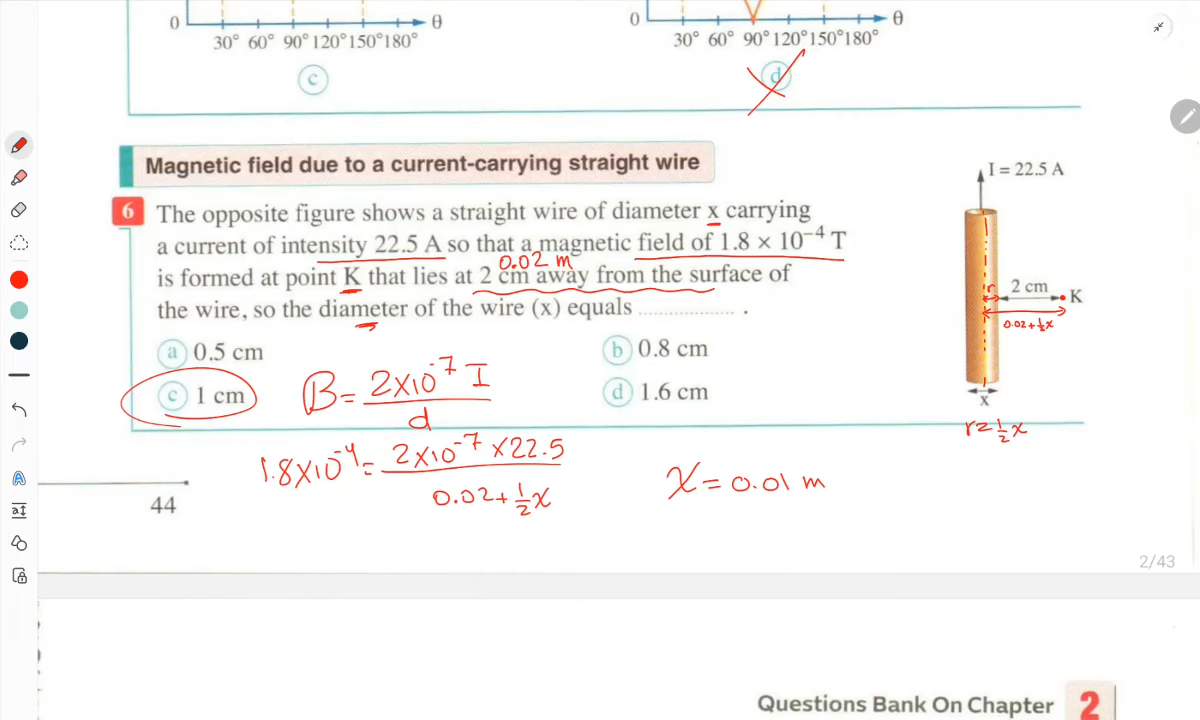 0 θ 0 θ
30° 60° 90° 120° 150° 180° 30° 60° 90° 120° 150° 180°
c d
Magnetic field due to a current-carrying straight wire
I = 22.5 A
6 The opposite figure shows a straight wire of diameter x carrying
a current of intensity 22.5 A so that a magnetic field of 1.8 × 10⁻⁴ T
0.02 m
is formed at point K that lies at 2 cm away from the surface of
the wire, so the diameter of the wire (x) equals .................. .
r 2 cm K
0.02+½x
x
r=½x
a 0.5 cm b 0.8 cm
c 1 cm d 1.6 cm
B = 2×10⁻⁷ I
d
1.8×10⁻⁴ = 2×10⁻⁷ ×22.5
0.02+½x
x = 0.01 m
44
2/43
Questions Bank On Chapter 2